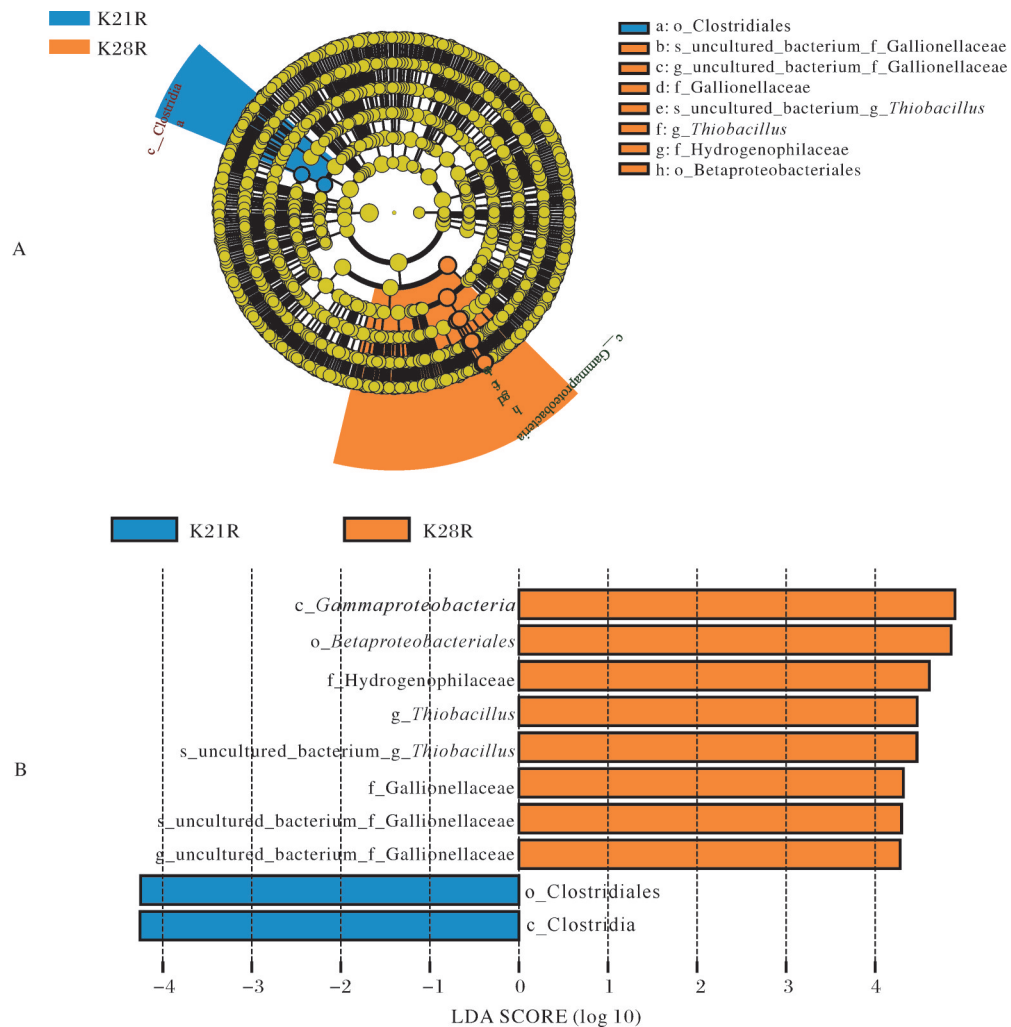 K21R
K28R
a: o_Clostridiales
b: s_uncultured_bacterium_f_Gallionellaceae
c: g_uncultured_bacterium_f_Gallionellaceae
d: f_Gallionellaceae
e: s_uncultured_bacterium_g_Thiobacillus
f: g_Thiobacillus
g: f_Hydrogenophilaceae
h: o_Betaproteobacteriales
c__Clostridia
a
A
c__Gammaproteobacteria
g d
h
K21R
K28R
c_Gammaproteobacteria
o_Betaproteobacteriales
f_Hydrogenophilaceae
g_Thiobacillus
s_uncultured_bacterium_g_Thiobacillus
B
f_Gallionellaceae
s_uncultured_bacterium_f_Gallionellaceae
g_uncultured_bacterium_f_Gallionellaceae
o_Clostridiales
c_Clostridia
−4 −3 −2 −1 0 1 2 3 4
LDA SCORE (log 10)